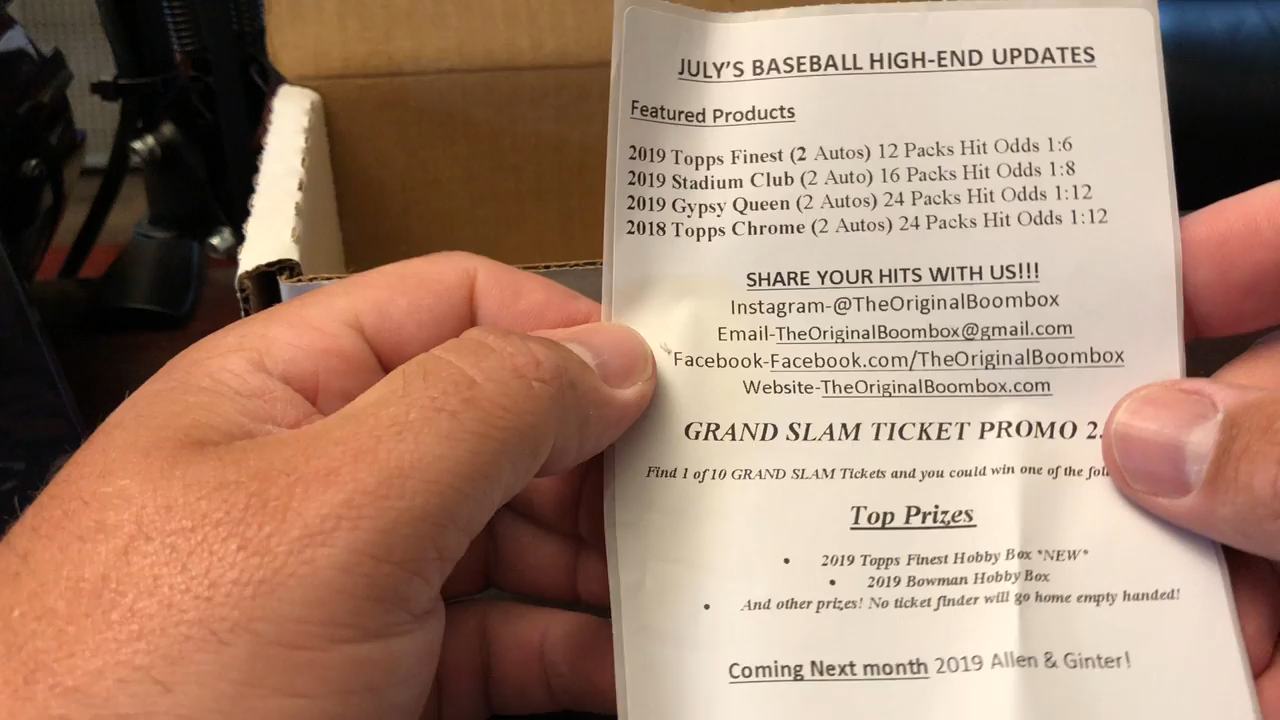 JULY'S BASEBALL HIGH-END UPDATES
Featured Products
2019 Topps Finest (2 Autos) 12 Packs Hit Odds 1:6
2019 Stadium Club (2 Auto) 16 Packs Hit Odds 1:8
2019 Gypsy Queen (2 Autos) 24 Packs Hit Odds 1:12
2018 Topps Chrome (2 Autos) 24 Packs Hit Odds 1:12
SHARE YOUR HITS WITH US!!!
Instagram-@TheOriginalBoombox
Email-TheOriginalBoombox@gmail.com
Facebook-Facebook.com/TheOriginalBoombox
Website-TheOriginalBoombox.com
GRAND SLAM TICKET PROMO 2.
Find 1 of 10 GRAND SLAM Tickets and you could win one of the
Top Prizes
• 2019 Topps Finest Hobby Box *NEW*
• 2019 Bowman Hobby Box
• And other prizes! No ticket finder will go home empty handed!
Coming Next month 2019 Allen & Ginter!